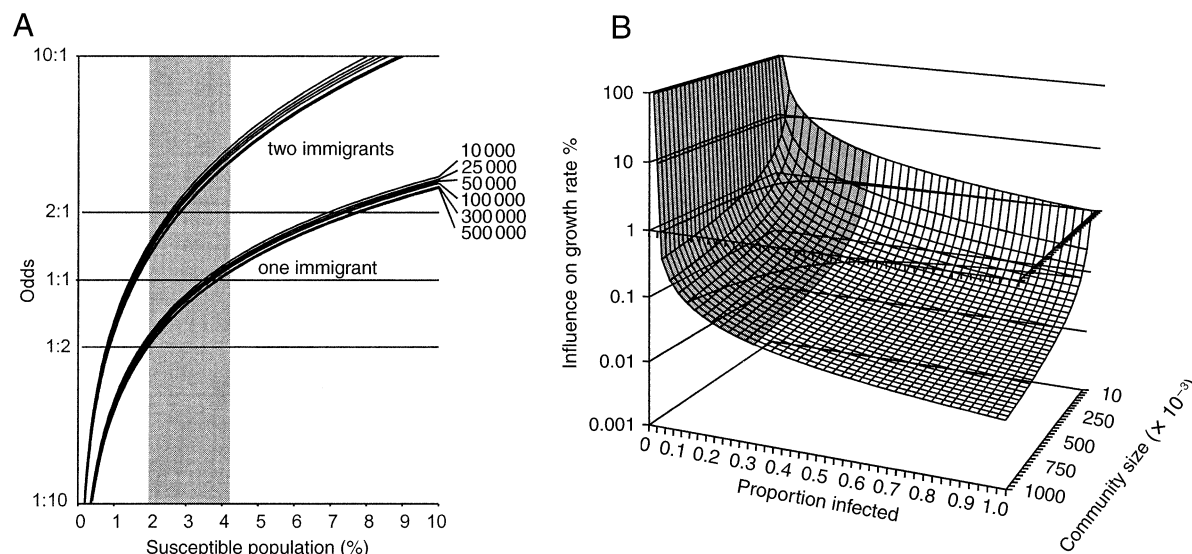 A
10:1
2:1
1:1
1:2
1:10
Odds
two immigrants
one immigrant
10 000
25 000
50 000
100 000
300 000
500 000
0 1 2 3 4 5 6 7 8 9 10
Susceptible population (%)
B
Influence on growth rate %
100
10
1
0.1
0.01
0.001
0 0.1 0.2 0.3 0.4 0.5 0.6 0.7 0.8 0.9 1.0
Proportion infected
10
250
500
750
1000
Community size (× 10⁻³)